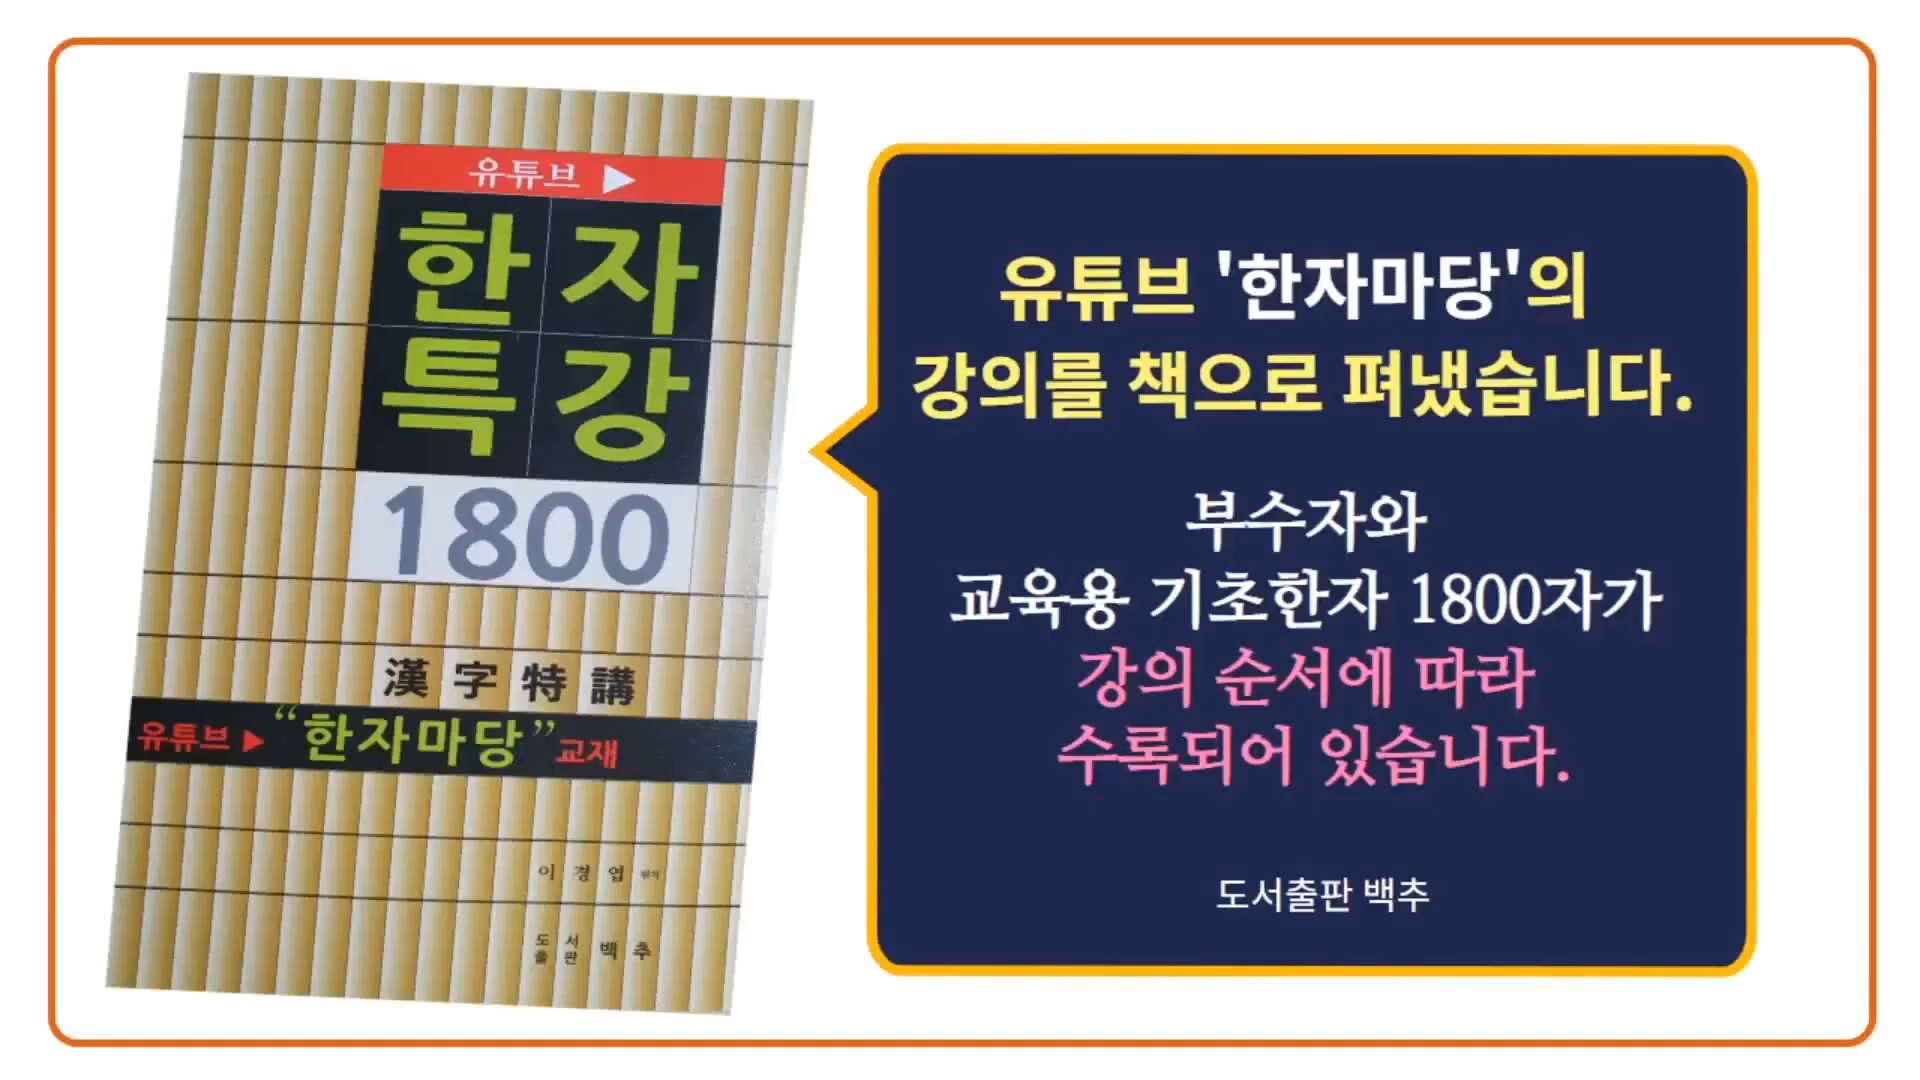 유튜브
한자
특강
1800
漢字特講
유튜브 "한자마당" 교재
이경엽 편저
도서출판 백추
유튜브 '한자마당'의
강의를 책으로 펴냈습니다.
부수자와
교육용 기초한자 1800자가
강의 순서에 따라
수록되어 있습니다.
도서출판 백추